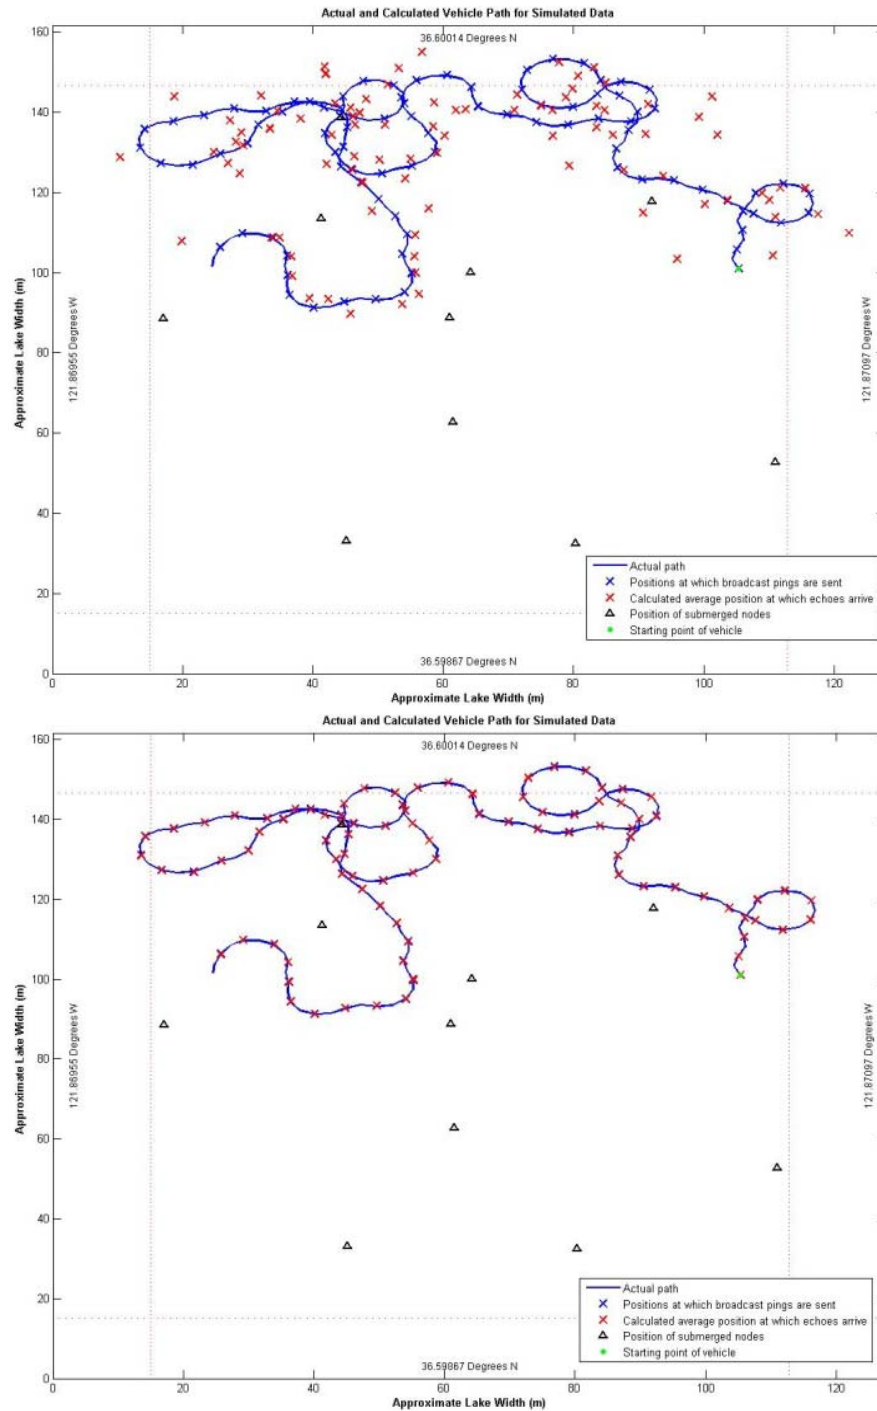 Actual and Calculated Vehicle Path for Simulated Data
160
36.60014 Degrees N
140
120
100
80
60
40
20
0
Approximate Lake Width (m)
121.86955 Degrees W
121.87097 Degrees W
Actual path
Positions at which broadcast pings are sent
Calculated average position at which echoes arrive
Position of submerged nodes
Starting point of vehicle
36.59867 Degrees N
0 20 40 60 80 100 120
Approximate Lake Width (m)
Actual and Calculated Vehicle Path for Simulated Data
160
36.60014 Degrees N
140
120
100
80
60
40
20
0
Approximate Lake Width (m)
121.86955 Degrees W
121.87097 Degrees W
Actual path
Positions at which broadcast pings are sent
Calculated average position at which echoes arrive
Position of submerged nodes
Starting point of vehicle
36.59867 Degrees N
0 20 40 60 80 100 120
Approximate Lake Width (m)